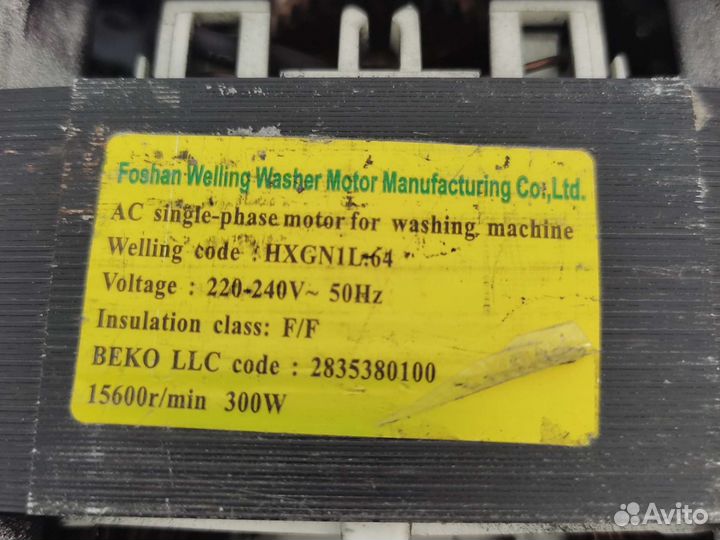 Foshan Welling Washer Motor Manufacturing Co.,Ltd.
AC single-phase motor for washing machine
Welling code : HXGN1L.64
Voltage : 220-240V~ 50Hz
Insulation class: F/F
BEKO LLC code : 2835380100
15600r/min 300W
Avito